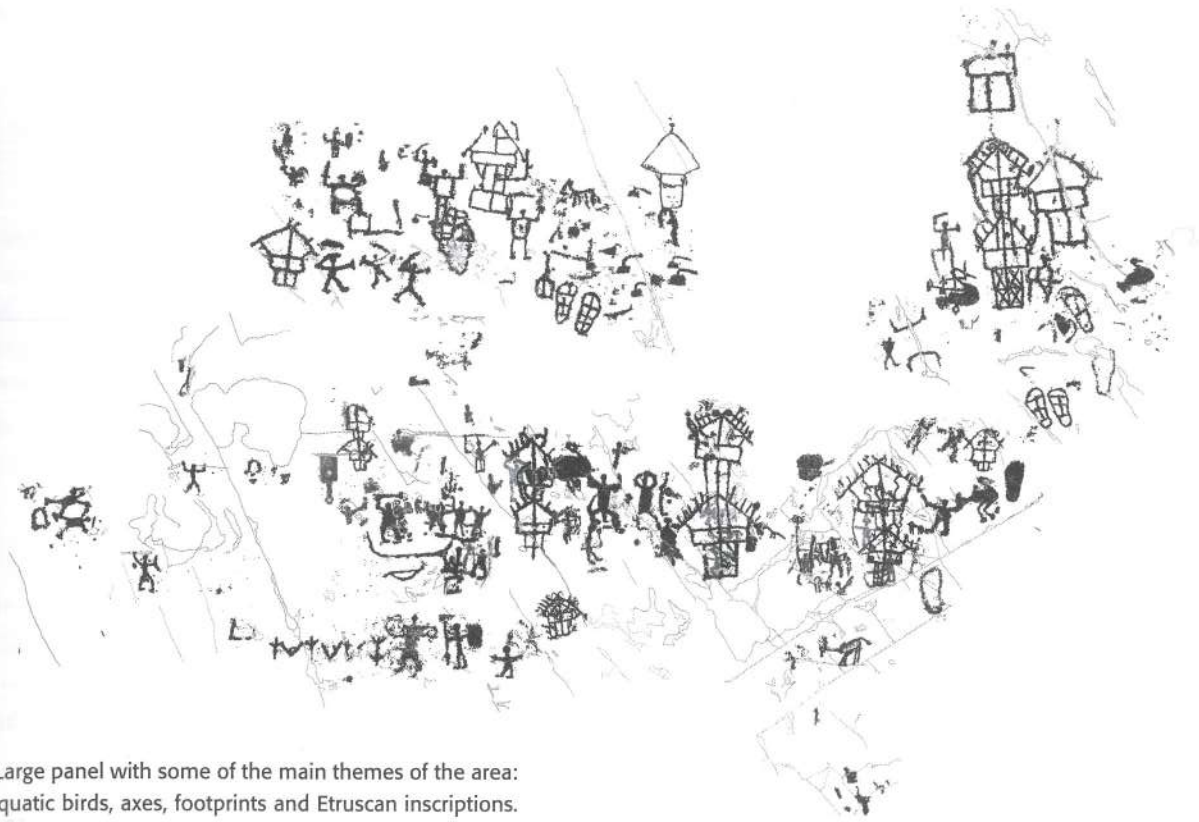 Large panel with some of the main themes of the area:
quatic birds, axes, footprints and Etruscan inscriptions.